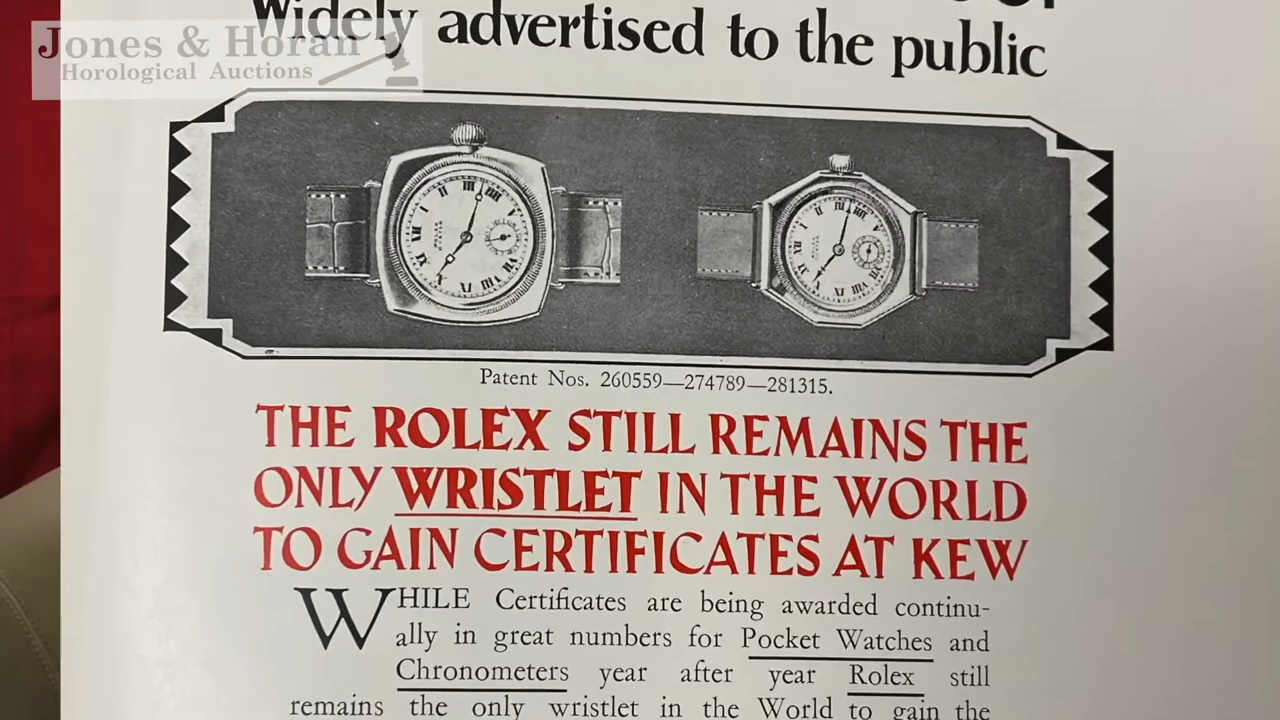 Jones & Horan
Horological Auctions
Widely advertised to the public
Patent Nos. 260559—274789—281315.
THE ROLEX STILL REMAINS THE
ONLY WRISTLET IN THE WORLD
TO GAIN CERTIFICATES AT KEW
WHILE Certificates are being awarded continu-
ally in great numbers for Pocket Watches and
Chronometers year after year Rolex still
remains the only wristlet in the World to gain the